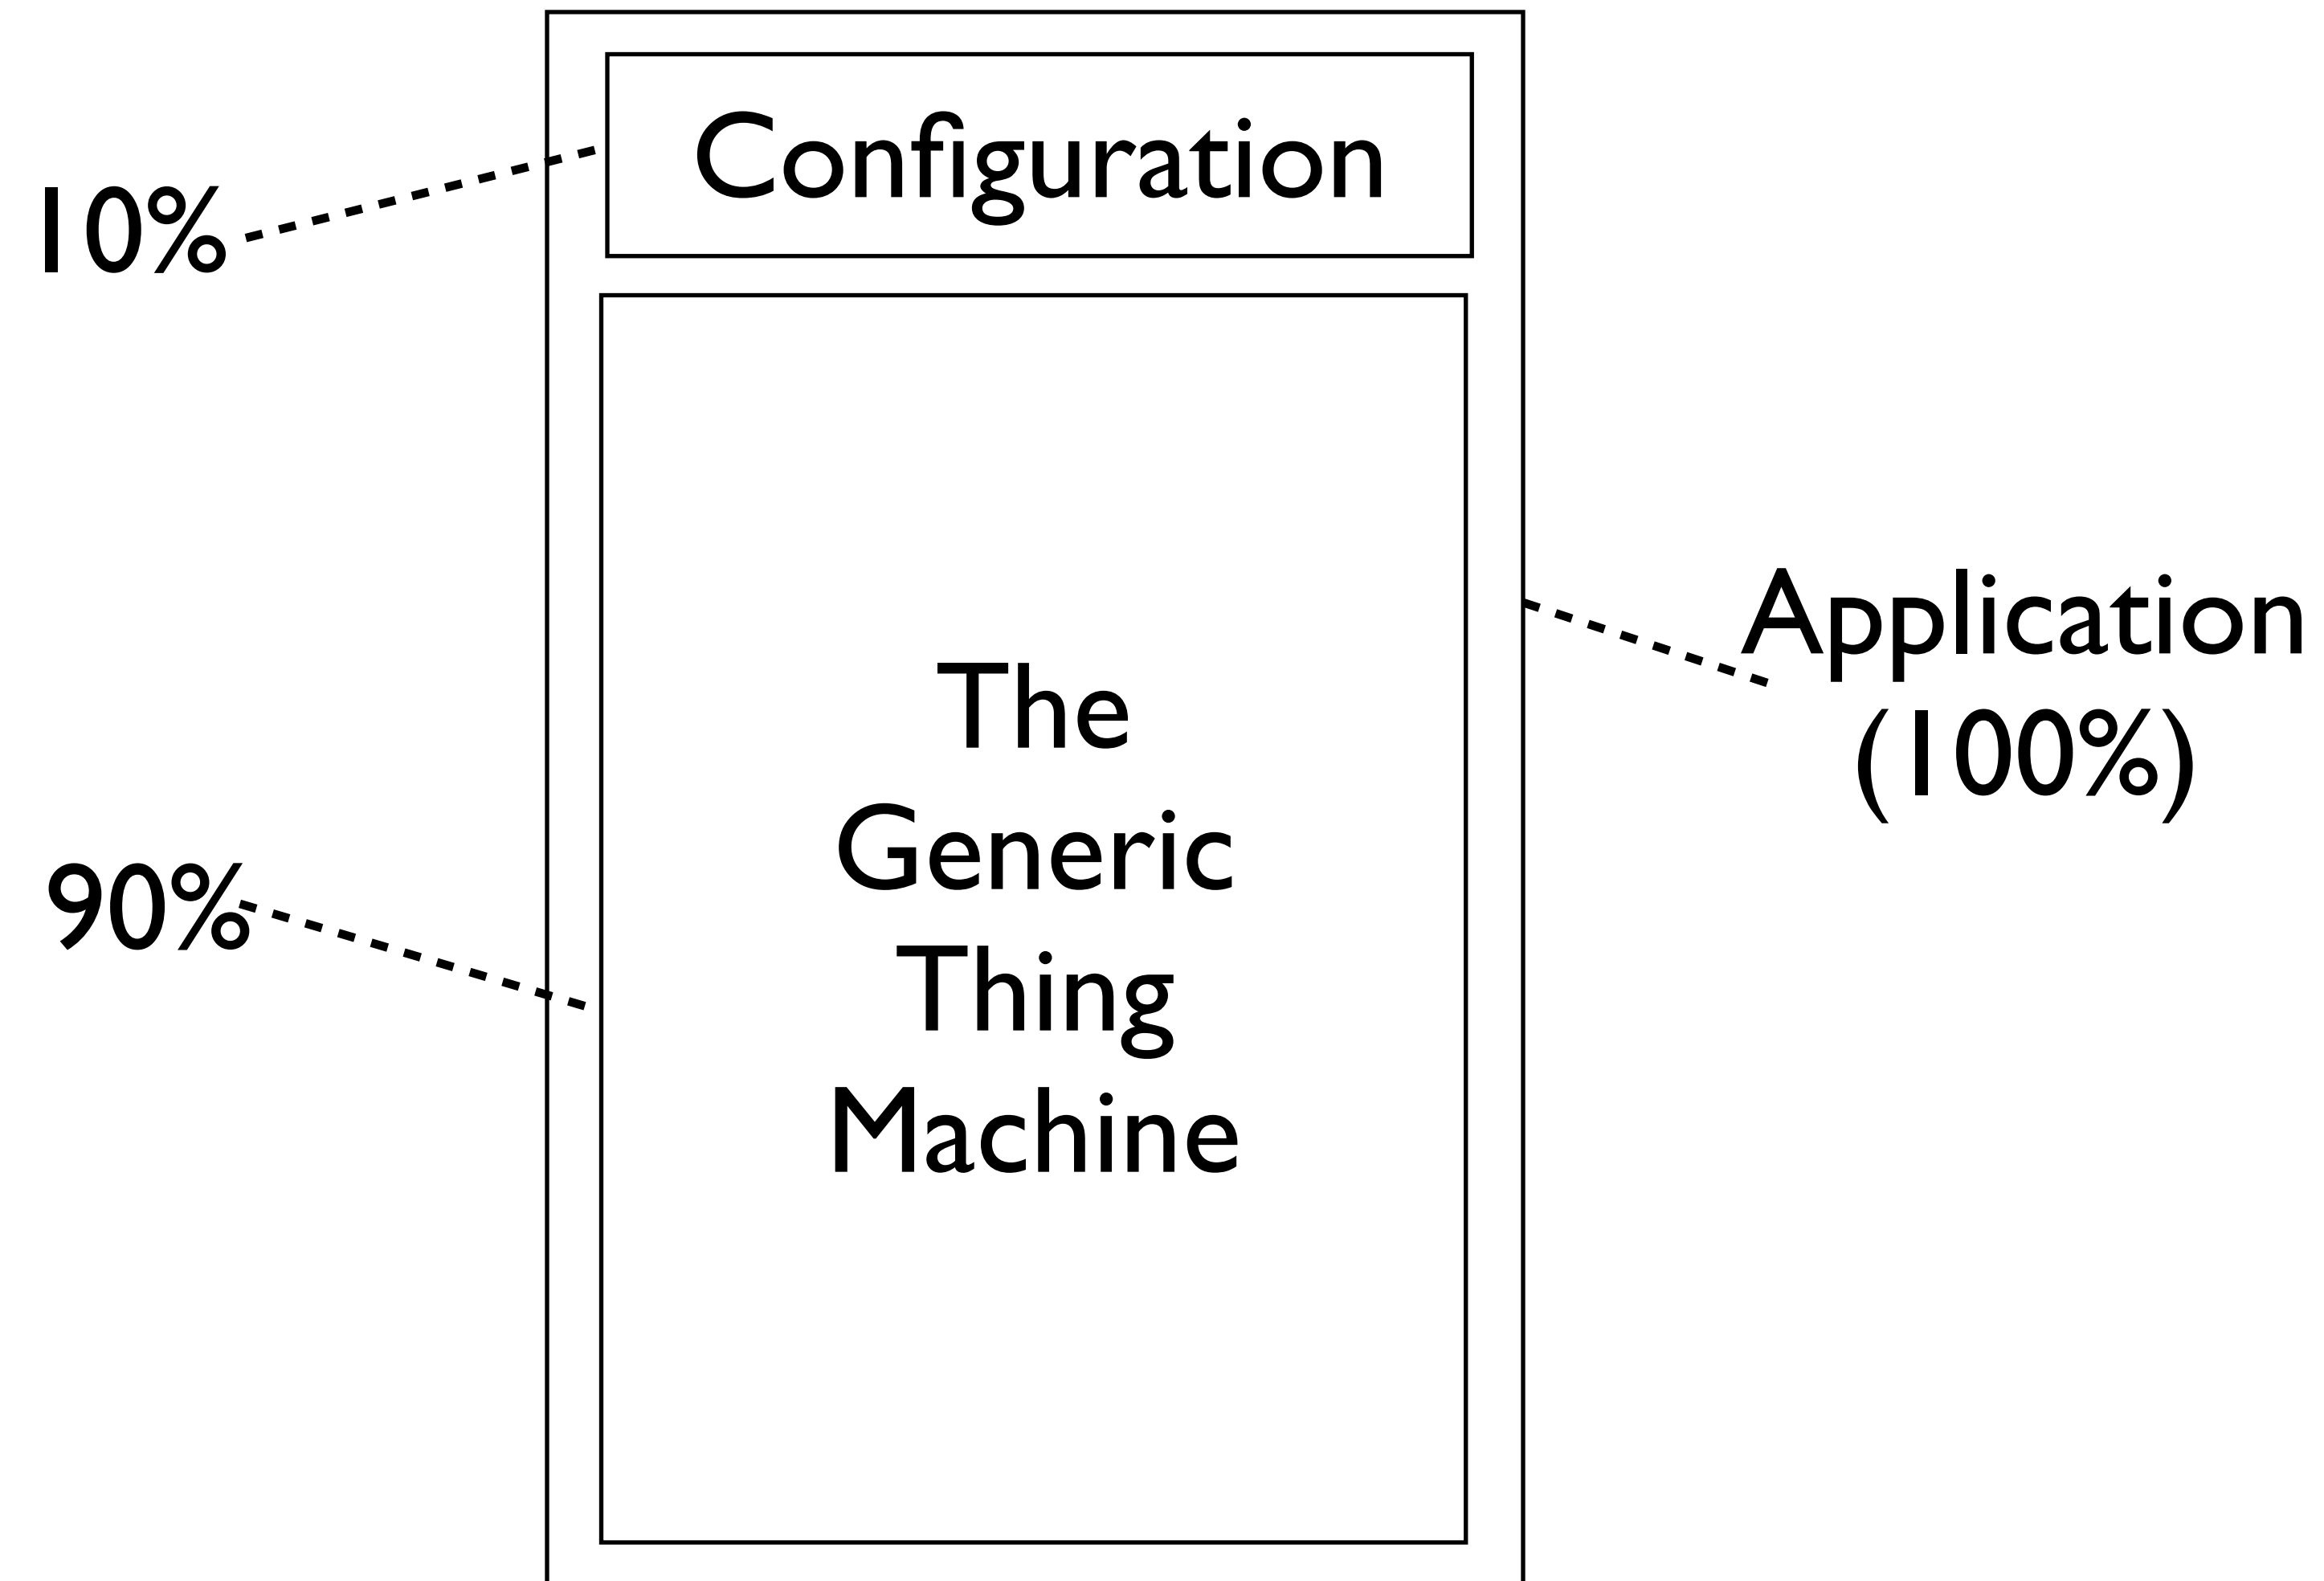 Configuration
10%
The
Generic
Thing
Machine
Application
(100%)
90%